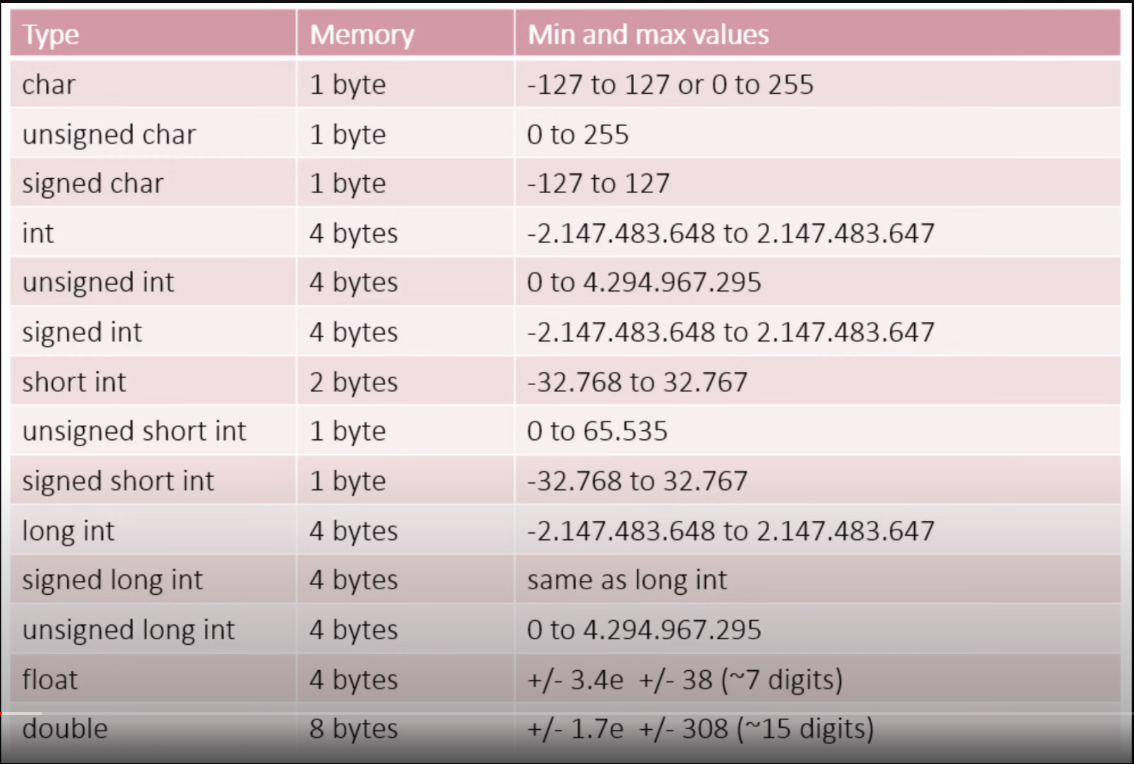 Type Memory Min and max values
char 1 byte -127 to 127 or 0 to 255
unsigned char 1 byte 0 to 255
signed char 1 byte -127 to 127
int 4 bytes -2.147.483.648 to 2.147.483.647
unsigned int 4 bytes 0 to 4.294.967.295
signed int 4 bytes -2.147.483.648 to 2.147.483.647
short int 2 bytes -32.768 to 32.767
unsigned short int 1 byte 0 to 65.535
signed short int 1 byte -32.768 to 32.767
long int 4 bytes -2.147.483.648 to 2.147.483.647
signed long int 4 bytes same as long int
unsigned long int 4 bytes 0 to 4.294.967.295
float 4 bytes +/- 3.4e +/- 38 (~7 digits)
double 8 bytes +/- 1.7e +/- 308 (~15 digits)